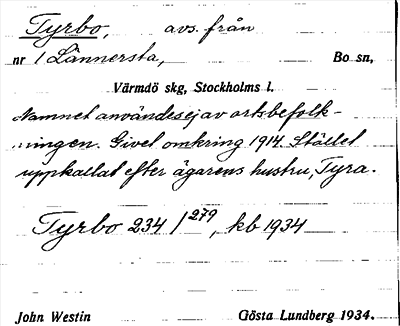 Tyrbo, avs. från
nr 1 Lännersta, Bo sn,
Värmdö skg, Stockholms l.
Namnet användes ej av ortsbefolk-
ningen. Givet omkring 1914. Stället
uppkallat efter ägarens hustru, Tyra.
Tyrbo 234/279, kb 1934
John Westin Gösta Lundberg 1934.